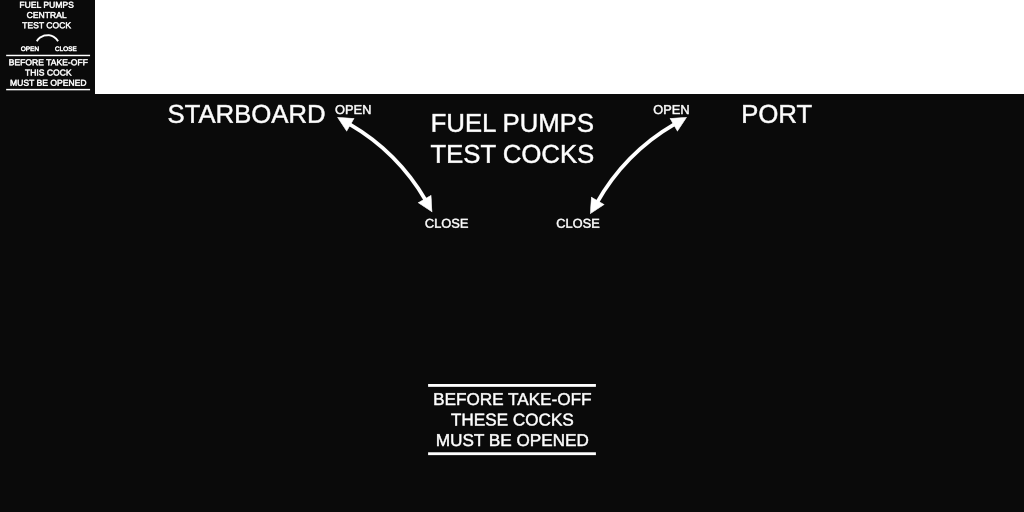 FUEL PUMPS
CENTRAL
TEST COCK
OPEN CLOSE
BEFORE TAKE-OFF
THIS COCK
MUST BE OPENED
STARBOARD OPEN
FUEL PUMPS
TEST COCKS
OPEN PORT
CLOSE CLOSE
BEFORE TAKE-OFF
THESE COCKS
MUST BE OPENED